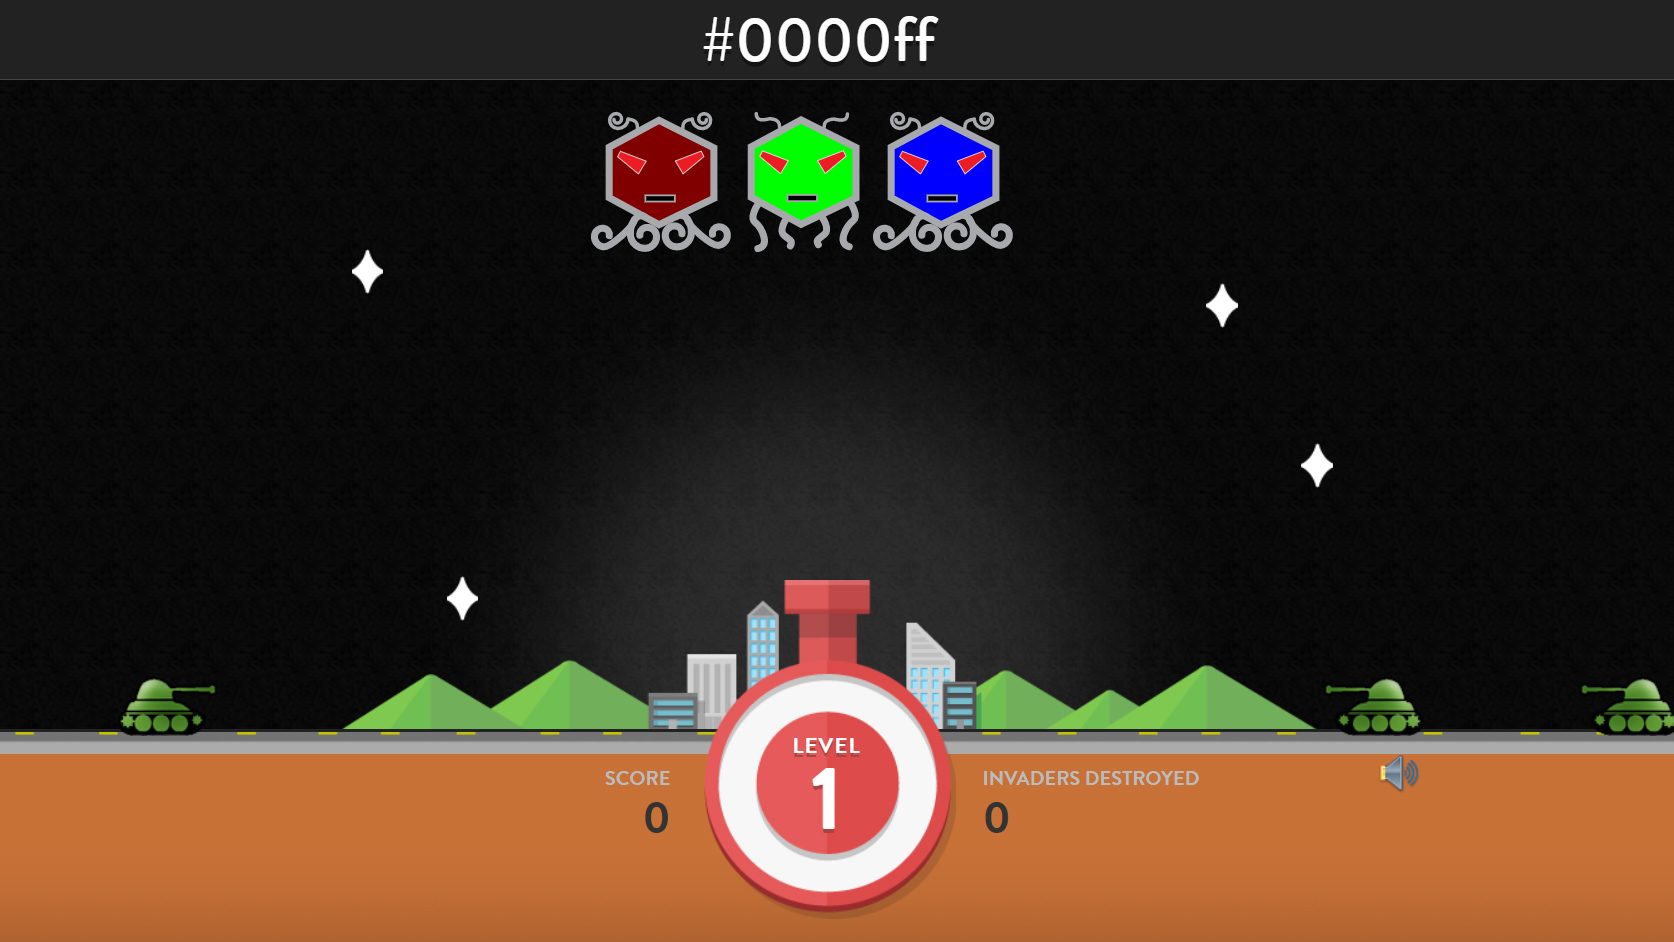 #0000ff
LEVEL
1
SCORE
0
INVADERS DESTROYED
0